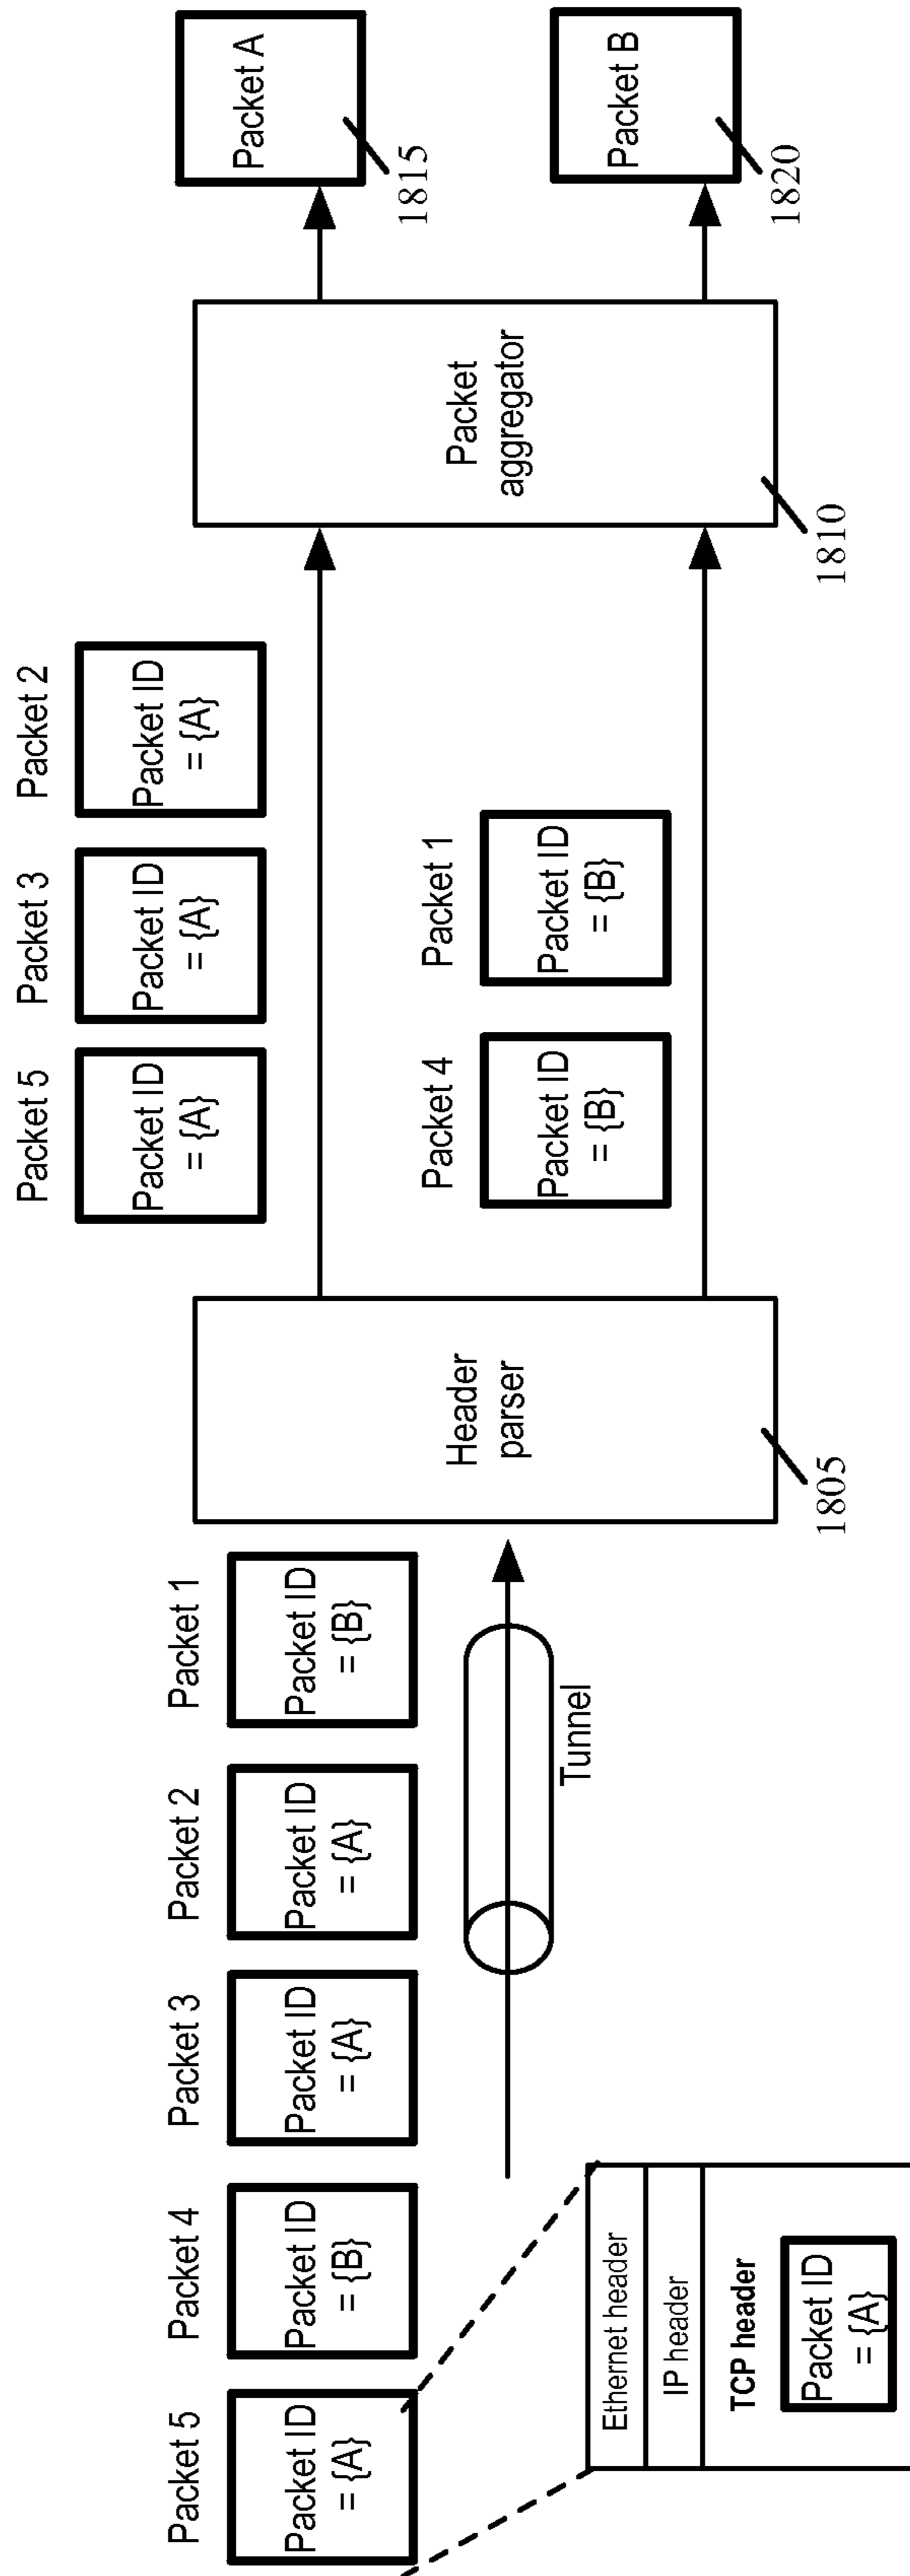 Packet 5
Packet 4
Packet 3
Packet 2
Packet 1
Packet ID
= {A}
Packet ID
= {B}
Packet ID
= {A}
Packet ID
= {A}
Packet ID
= {B}
Tunnel
Ethernet header
IP header
TCP header
Packet ID
= {A}
Header
parser
1805
Packet 5
Packet 3
Packet 2
Packet ID
= {A}
Packet ID
= {A}
Packet ID
= {A}
Packet 4
Packet 1
Packet ID
= {B}
Packet ID
= {B}
Packet
aggregator
1810
Packet A
1815
Packet B
1820